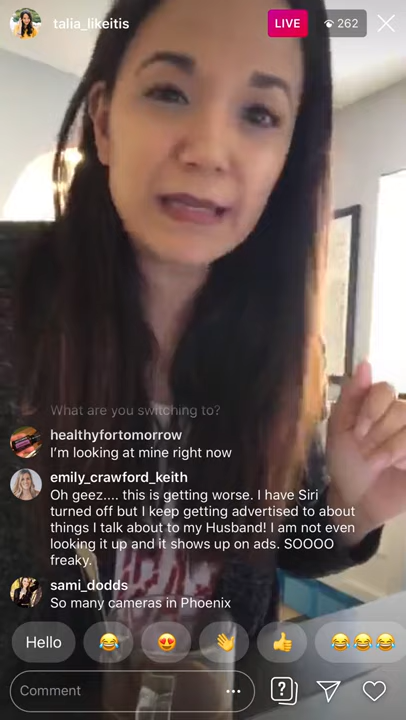 talia_likeitis
LIVE
262
What are you switching to?
healthyfortomorrow
I'm looking at mine right now
emily_crawford_keith
Oh geez.... this is getting worse. I have Siri
turned off but I keep getting advertised to about
things I talk about to my Husband! I am not even
looking it up and it shows up on ads. SOOOO
freaky.
sami_dodds
So many cameras in Phoenix
Hello 😂 😍 👋 👍 😂😂😂
Comment ... ?